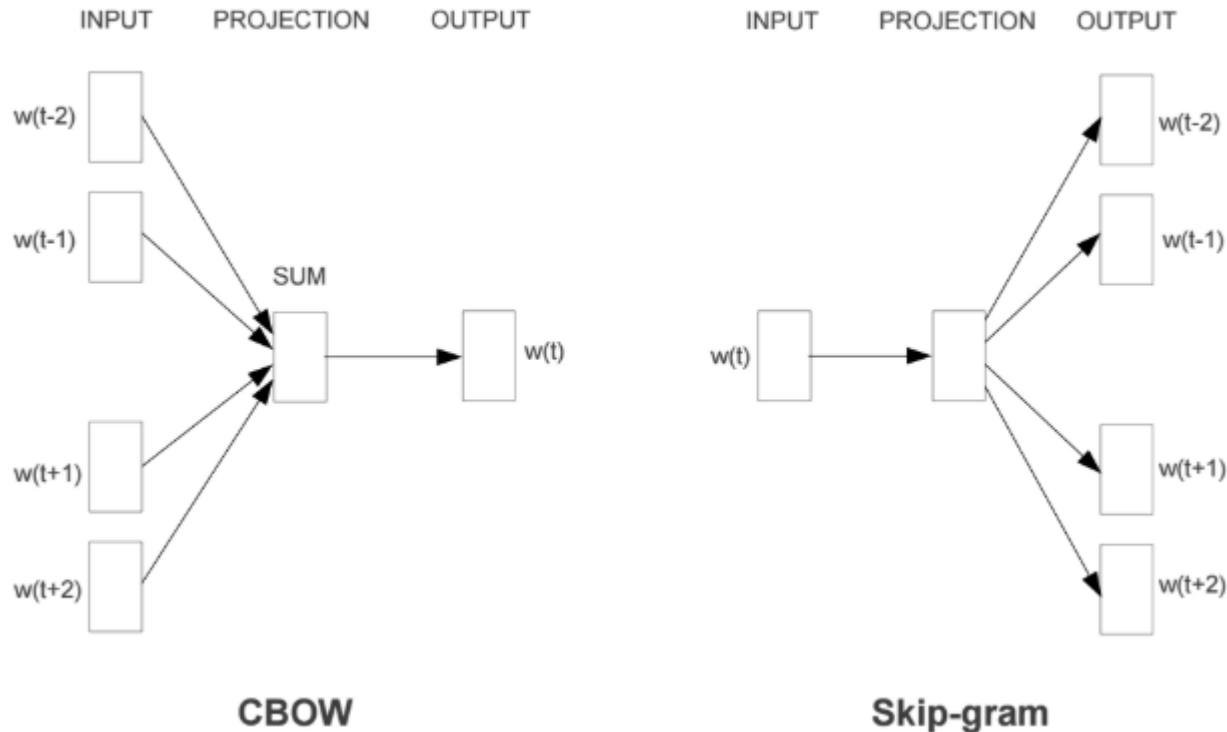 INPUT PROJECTION OUTPUT
w(t-2)
w(t-1)
SUM
w(t)
w(t+1)
w(t+2)
CBOW
INPUT PROJECTION OUTPUT
w(t-2)
w(t-1)
w(t)
w(t+1)
w(t+2)
Skip-gram